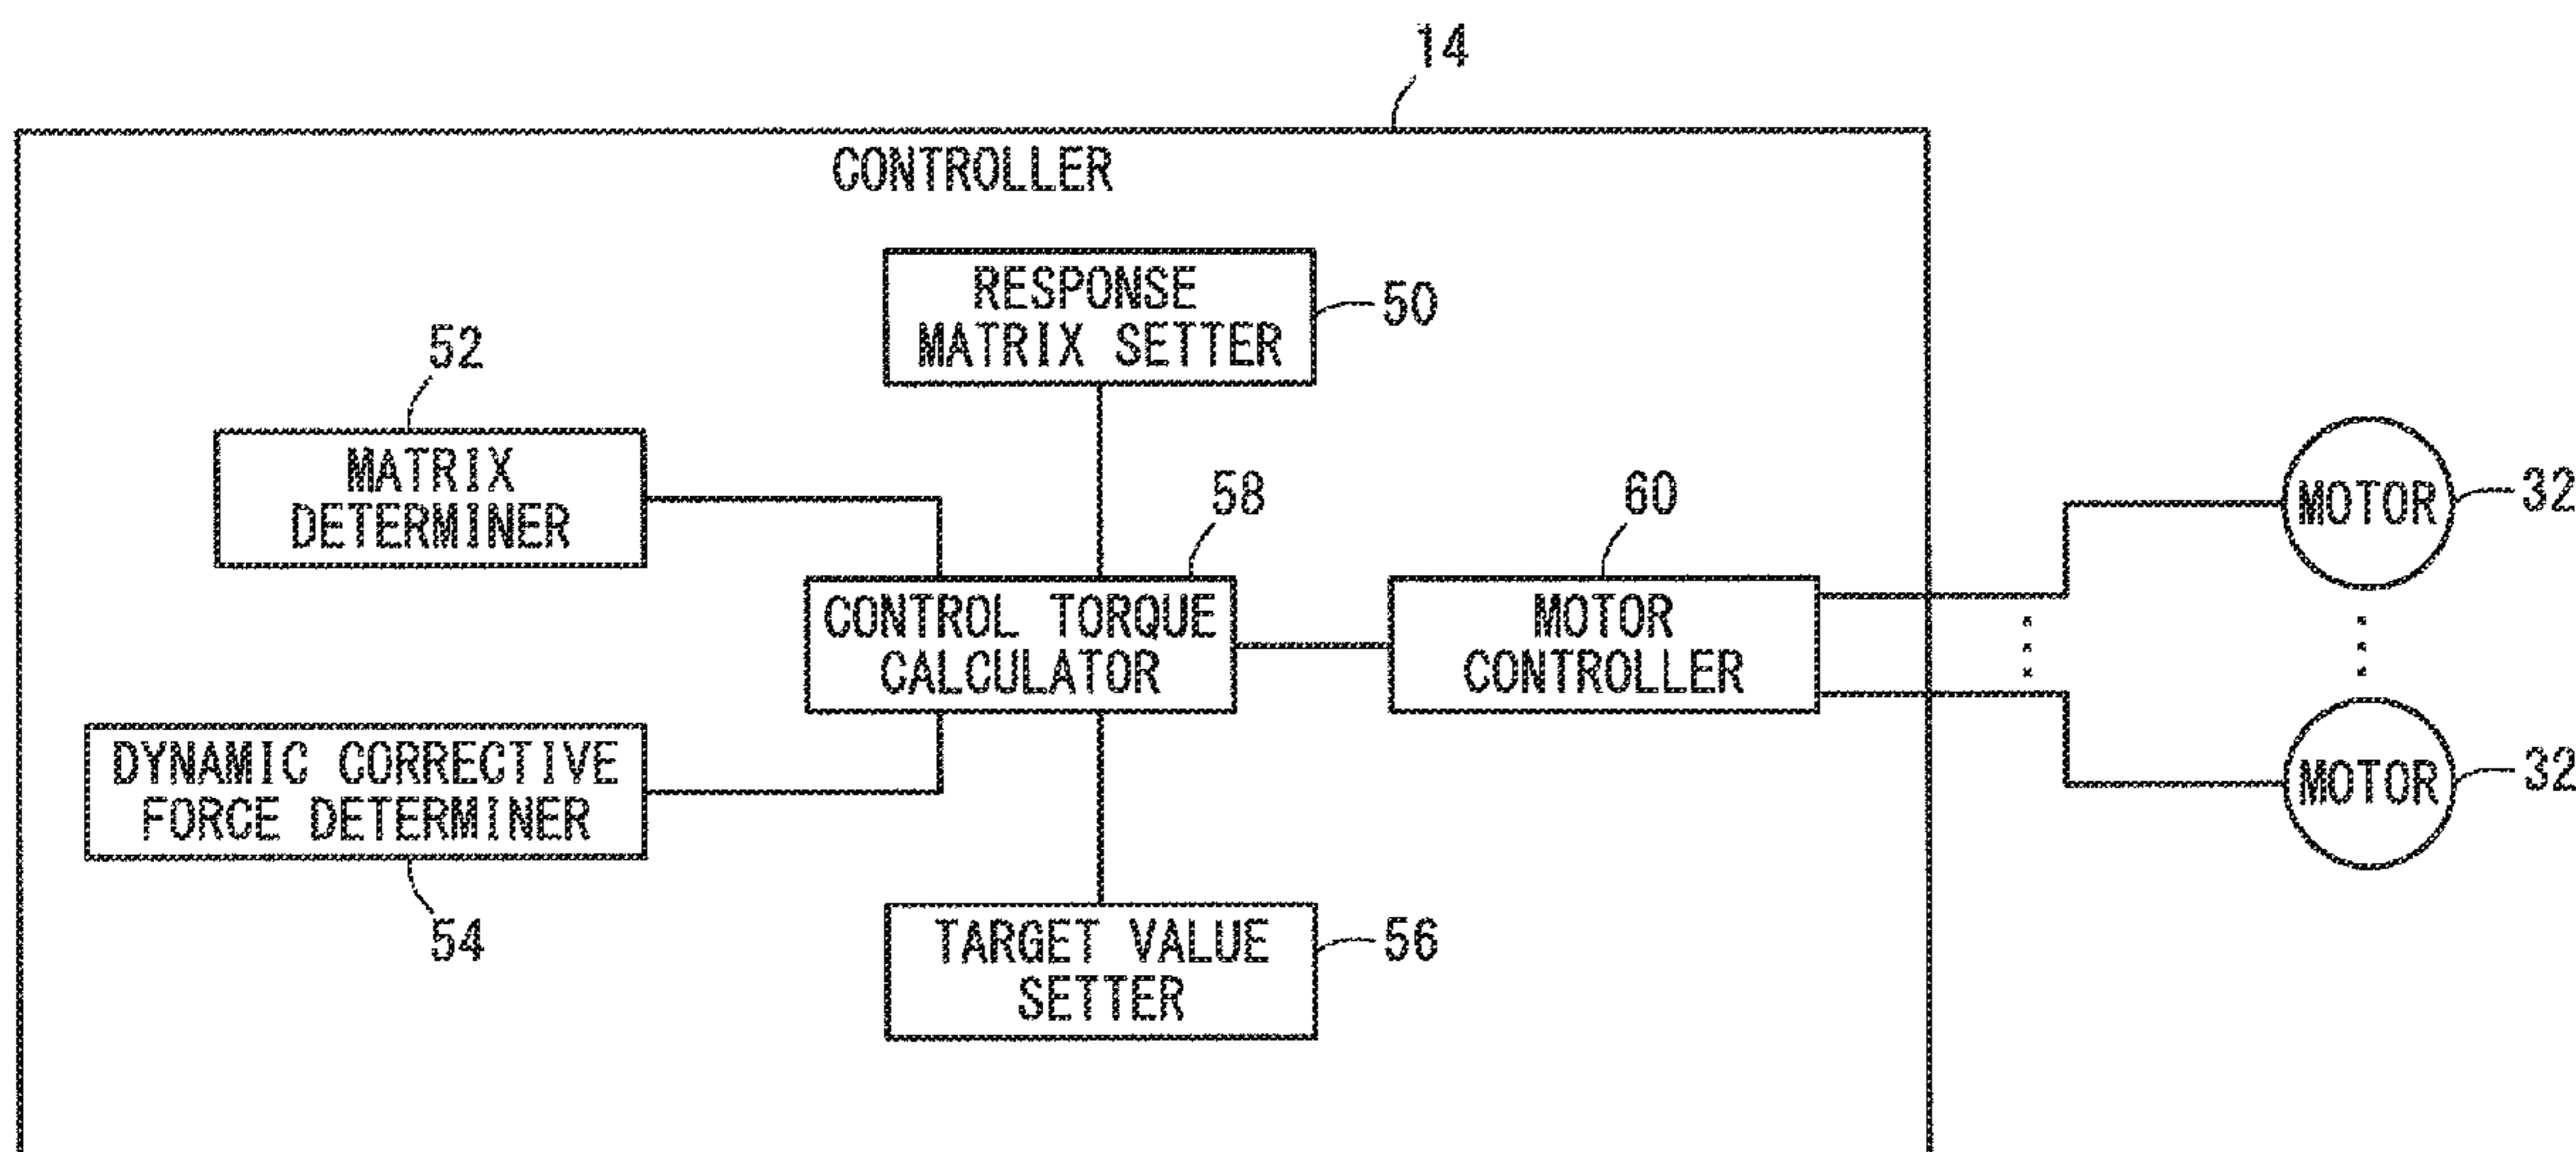 14
CONTROLLER
RESPONSE
MATRIX SETTER
50
52
MATRIX
DETERMINER
58
60
MOTOR
32
CONTROL TORQUE
CALCULATOR
MOTOR
CONTROLLER
DYNAMIC CORRECTIVE
FORCE DETERMINER
MOTOR
32
54
TARGET VALUE
SETTER
56